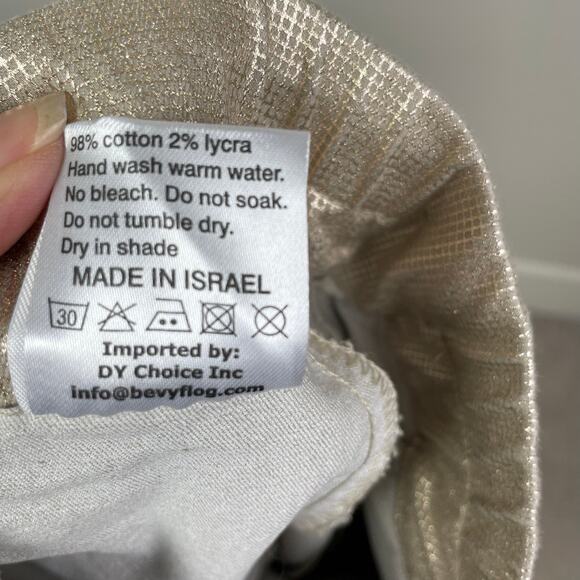 98% cotton 2% lycra
Hand wash warm water.
No bleach. Do not soak.
Do not tumble dry.
Dry in shade
MADE IN ISRAEL
30
Imported by:
DY Choice Inc
info@bevyflog.com